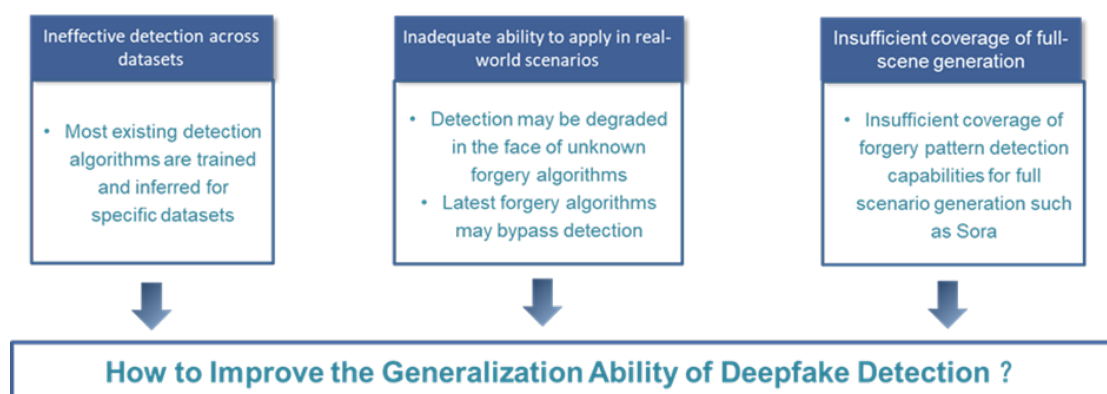 Ineffective detection across
datasets
• Most existing detection
algorithms are trained
and inferred for
specific datasets
Inadequate ability to apply in real-
world scenarios
• Detection may be degraded
in the face of unknown
forgery algorithms
• Latest forgery algorithms
may bypass detection
Insufficient coverage of full-
scene generation
• Insufficient coverage of
forgery pattern detection
capabilities for full
scenario generation such
as Sora
How to Improve the Generalization Ability of Deepfake Detection ？